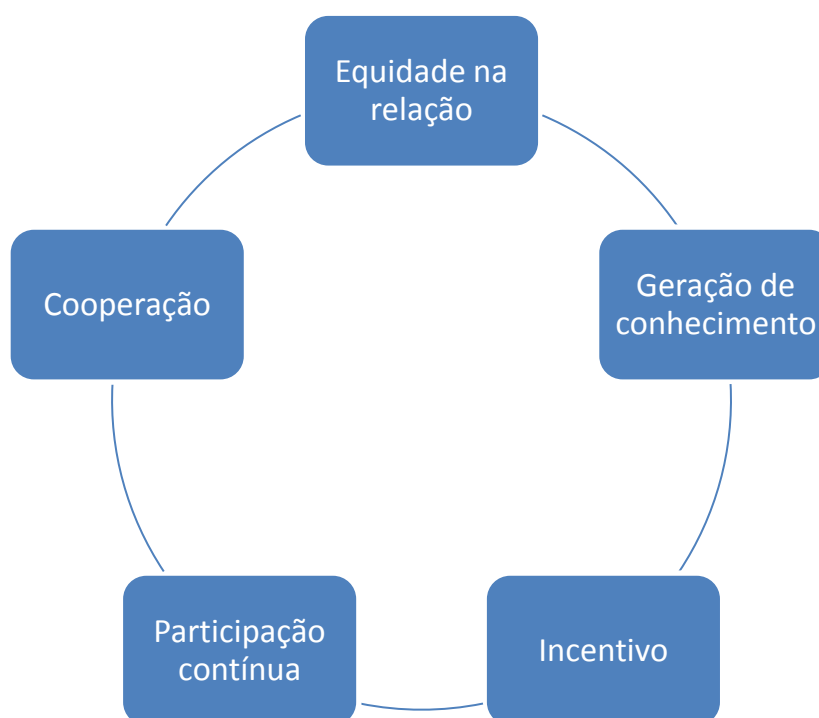 Equidade na
relação
Geração de
conhecimento
Incentivo
Participação
contínua
Cooperação